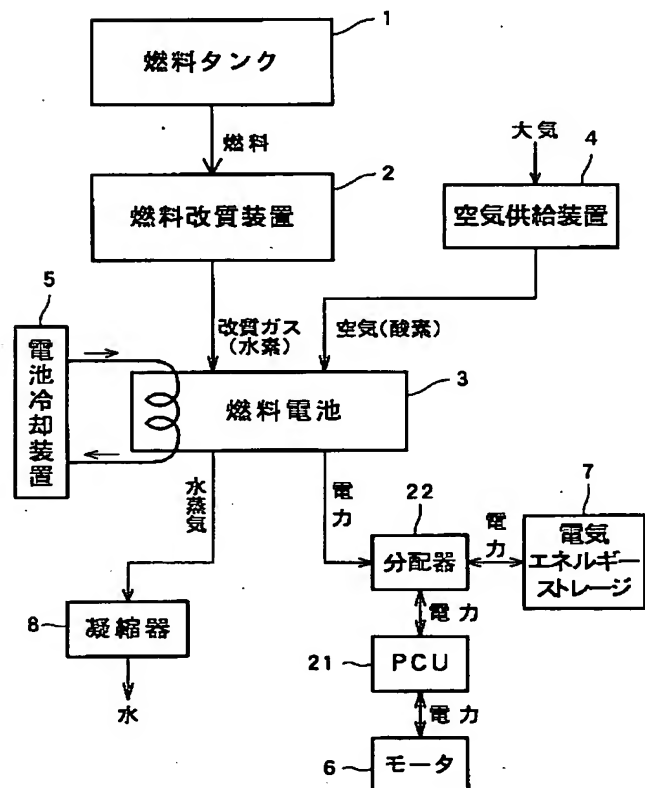 1
燃料タンク
燃料
大気
4
2
燃料改質装置
空気供給装置
5
改質ガス
(水素)
空気(酸素)
電池冷却装置
3
燃料電池
水蒸気
電力
22
7
電力
電気
エネルギー
ストレージ
分配器
8
凝縮器
電力
21
PCU
水
電力
6
モータ